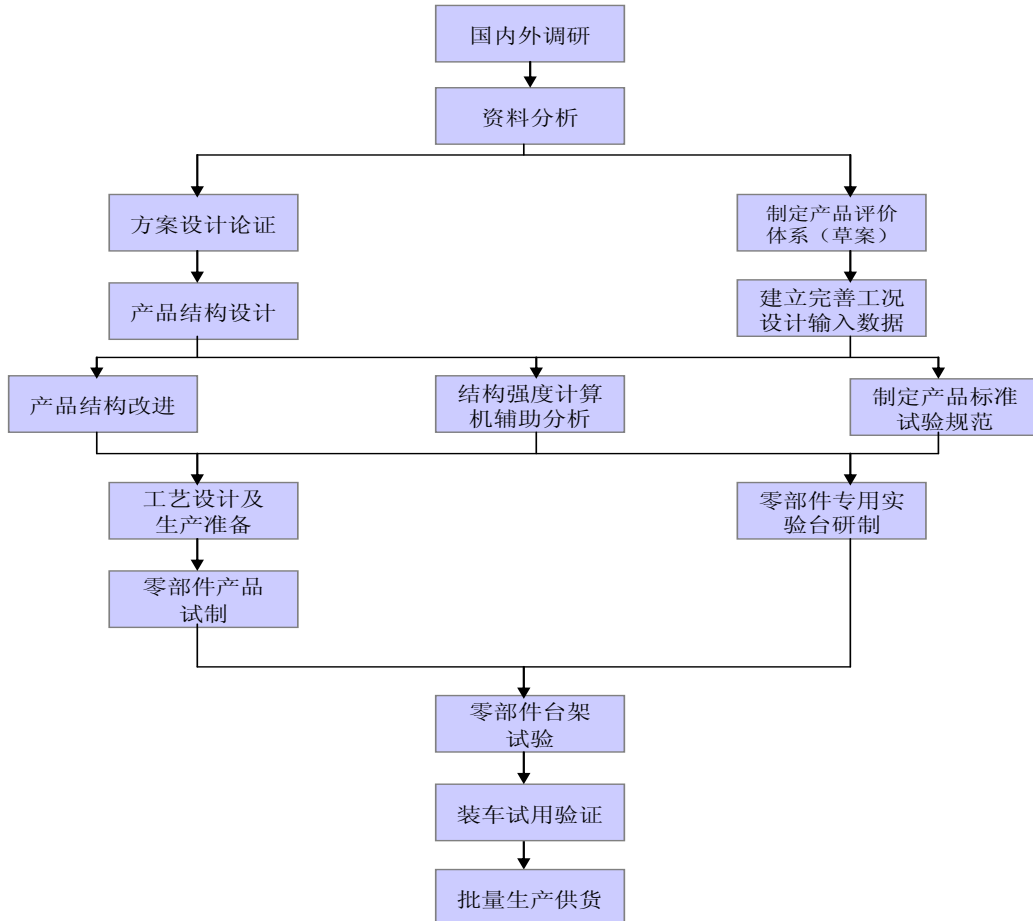 国内外调研
资料分析
方案设计论证
制定产品评价
体系（草案）
产品结构设计
建立完善工况
设计输入数据
产品结构改进
结构强度计算
机辅助分析
制定产品标准
试验规范
工艺设计及
生产准备
零部件专用实
验台研制
零部件产品
试制
零部件台架
试验
装车试用验证
批量生产供货